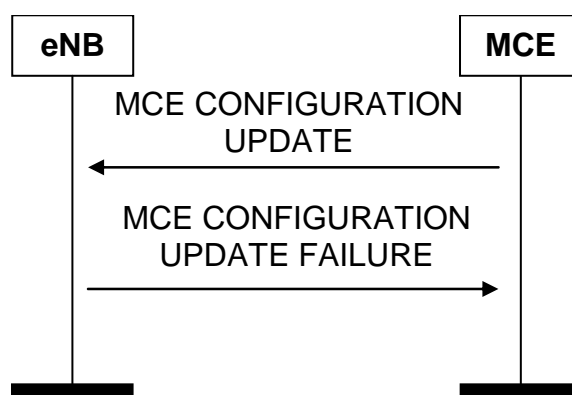 eNB
MCE
MCE CONFIGURATION
UPDATE
MCE CONFIGURATION
UPDATE FAILURE